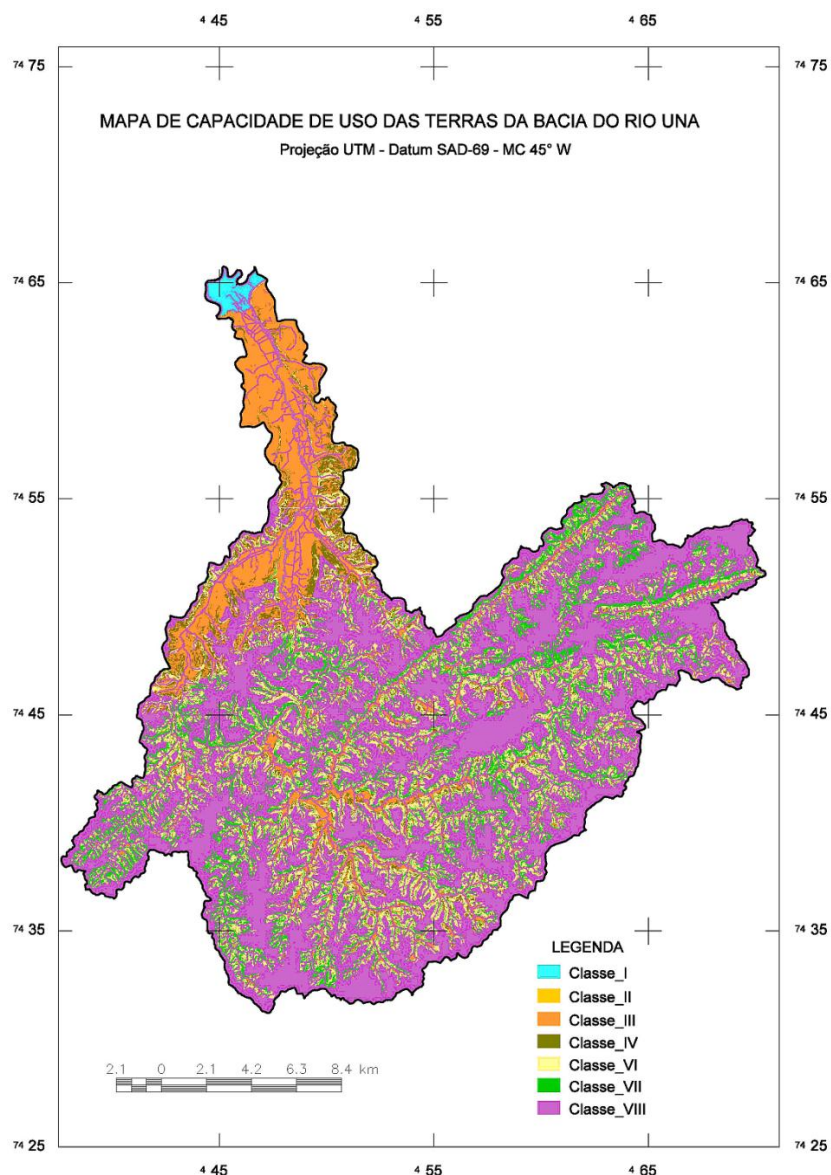 4 45 4 55 4 65
74 75 74 75
MAPA DE CAPACIDADE DE USO DAS TERRAS DA BACIA DO RIO UNA
Projeção UTM - Datum SAD-69 - MC 45° W
74 65 74 65
74 55 74 55
74 45 74 45
74 35 74 35
LEGENDA
Classe_I
Classe_II
Classe_III
Classe_IV
Classe_VI
Classe_VII
Classe_VIII
2.1 0 2.1 4.2 6.3 8.4 km
74 25 74 25
4 45 4 55 4 65